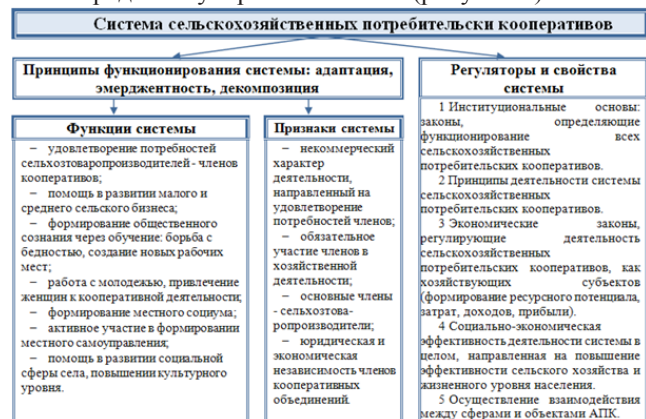 Система сельскохозяйственных потребительски кооперативов
Принципы функционирования системы: адаптация,
эмерджентность, декомпозиция
Функции системы
– удовлетворение потребностей
сельхозтоваропроизводителей - членов
кооперативов;
– помощь в развитии малого и
среднего сельского бизнеса;
– формирование общественного
сознания через обучение: борьба с
бедностью, создание новых рабочих
мест;
– работа с молодежью, привлечение
женщин к кооперативной деятельности;
– формирование местного социума;
– активное участие в формировании
местного самоуправления;
– помощь в развитии социальной
сферы села, повышении культурного
уровня.
Признаки системы
– некоммерческий
характер
деятельности,
направленный на
удовлетворение
потребностей членов;
– обязательное
участие членов в
хозяйственной
деятельности;
– основные члены
- сельхозтова-
ропроизводители;
– юридическая и
экономическая
независимость членов
кооперативных
объединений.
Регуляторы и свойства
системы
1 Институциональные основы:
законы, определяющие
функционирование всех
сельскохозяйственных
потребительских кооперативов.
2 Принципы деятельности системы
сельскохозяйственных
потребительских кооперативов.
3 Экономические законы,
регулирующие деятельность
сельскохозяйственных
потребительских кооперативов, как
хозяйствующих субъектов
(формирование ресурсного потенциала,
затрат, доходов, прибыли).
4 Социально-экономическая
эффективность деятельности системы в
целом, направленная на повышение
эффективности сельского хозяйства и
жизненного уровня населения.
5 Осуществление взаимодействия
между сферами и объектами АПК.